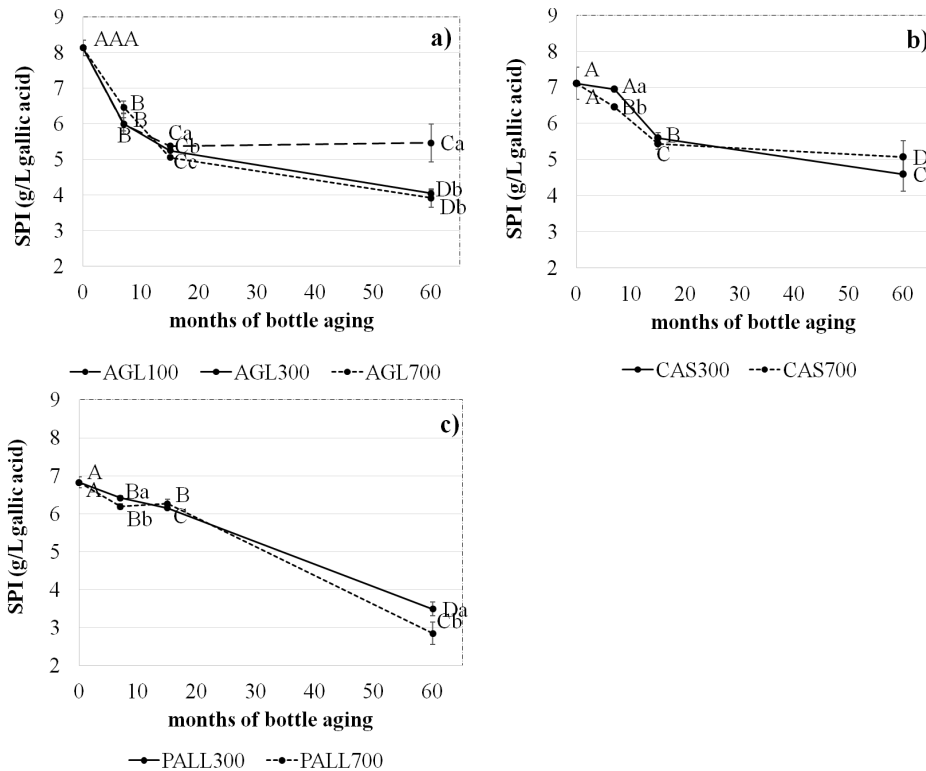 a)
SPI (g/L gallic acid)
9
8
7
6
5
4
3
2
AAA
B
B
B
Ca
Cb
Cc
Ca
Db
Db
0 10 20 30 40 50 60
months of bottle aging
AGL100 AGL300 AGL700
b)
SPI (g/L gallic acid)
9
8
7
6
5
4
3
2
A
A
Aa
Bb
B
C
D
C
0 10 20 30 40 50 60
months of bottle aging
CAS300 CAS700
c)
SPI (g/L gallic acid)
9
8
7
6
5
4
3
2
A
A
Ba
Bb
B
C
Da
Cb
0 10 20 30 40 50 60
months of bottle aging
PALL300 PALL700